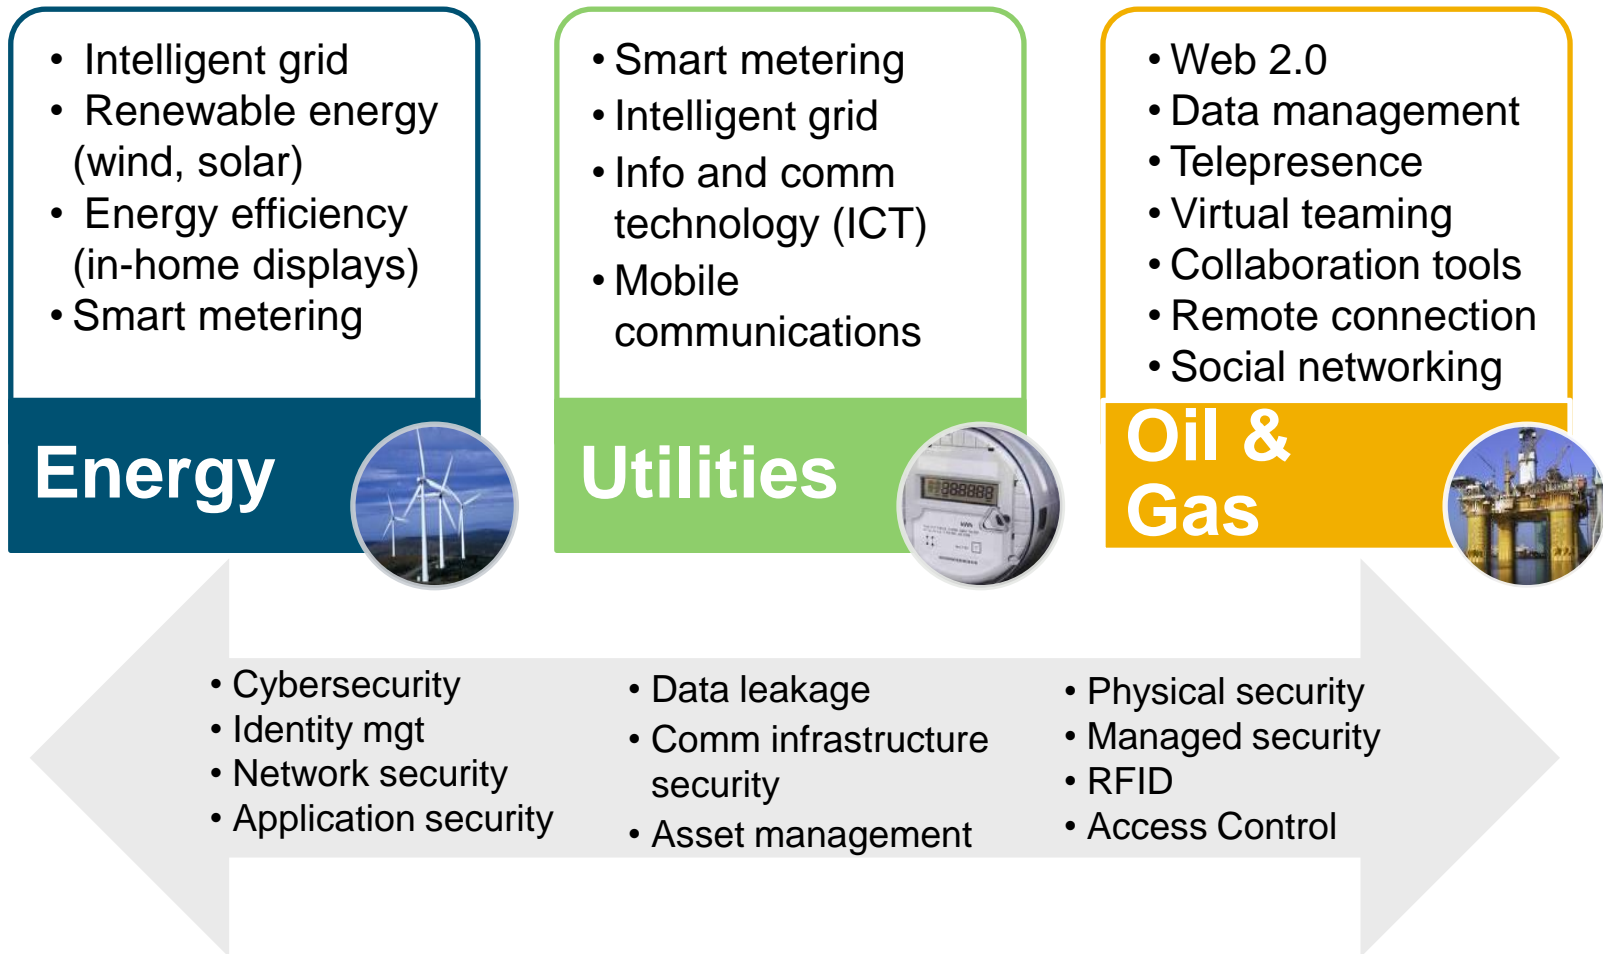 • Intelligent grid
• Renewable energy
(wind, solar)
• Energy efficiency
(in-home displays)
• Smart metering
Energy
• Smart metering
• Intelligent grid
• Info and comm
technology (ICT)
• Mobile
communications
Utilities
• Web 2.0
• Data management
• Telepresence
• Virtual teaming
• Collaboration tools
• Remote connection
• Social networking
Oil &
Gas
• Cybersecurity
• Identity mgt
• Network security
• Application security
• Data leakage
• Comm infrastructure
security
• Asset management
• Physical security
• Managed security
• RFID
• Access Control